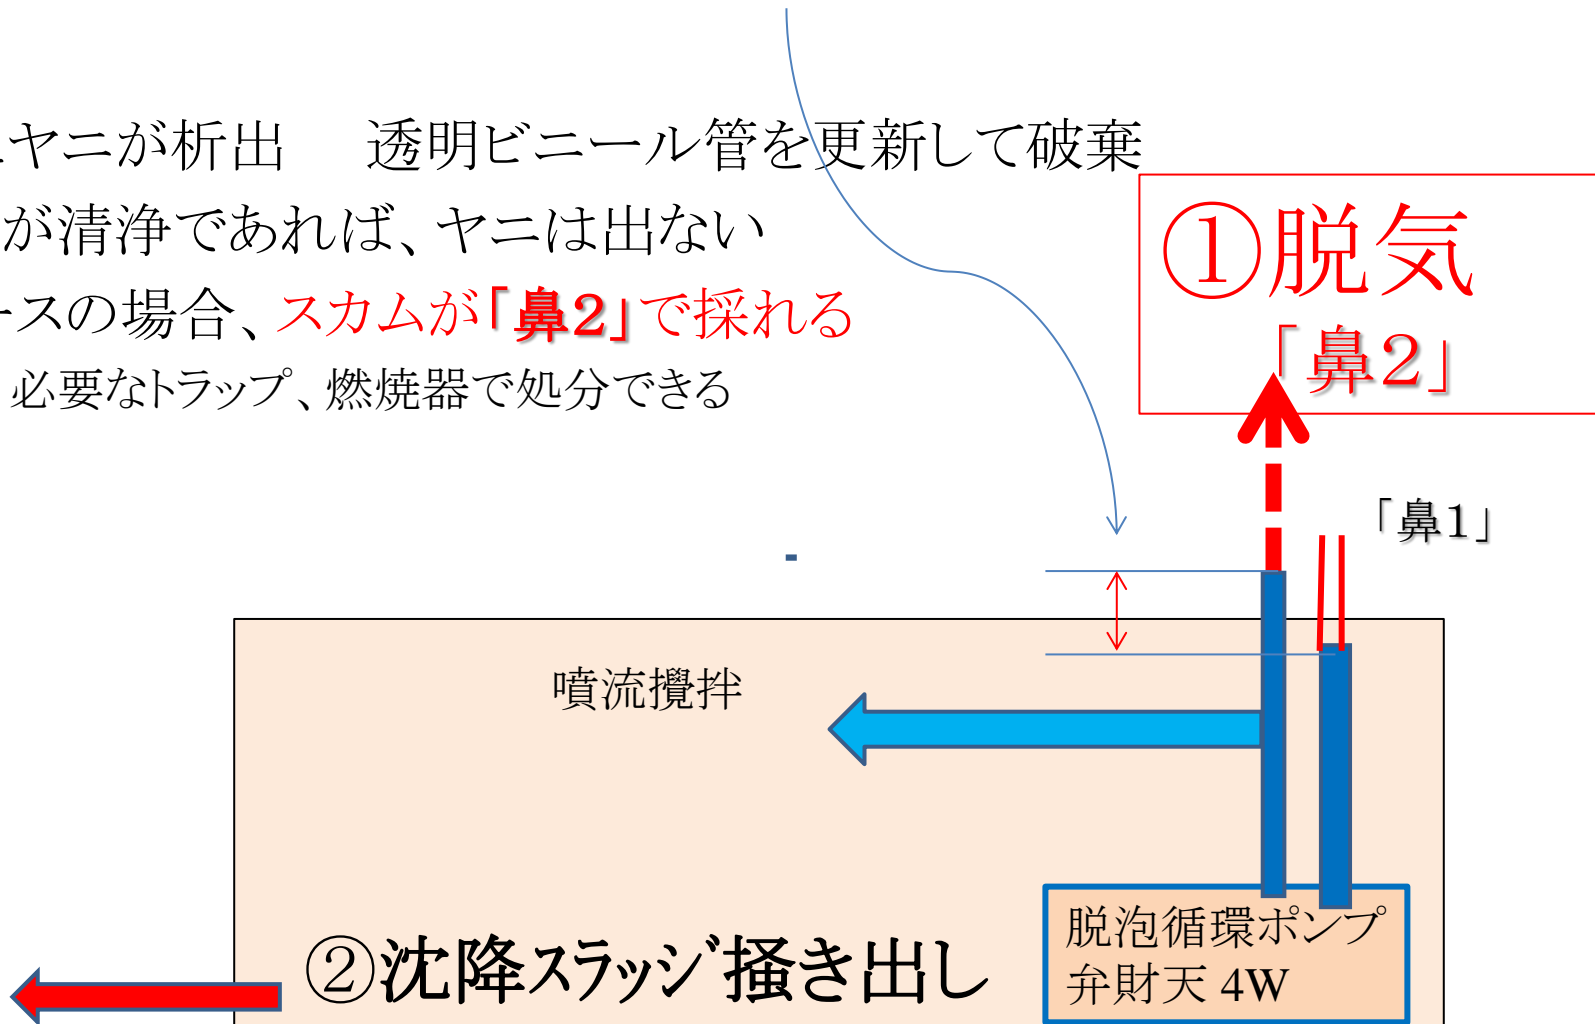 ヤニが析出　透明ビニール管を更新して破棄
が清浄であれば、ヤニは出ない
ースの場合、スカムが「鼻2」で採れる
必要なトラップ、燃焼器で処分できる
①脱気
「鼻2」
「鼻1」
噴流攪拌
②沈降スラッジ掻き出し
脱泡循環ポンプ
弁財天 4W